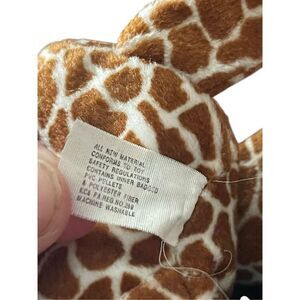 ALL NEW MATERIAL
CONFORMS TO TOY
SAFETY REGULATIONS
CONTAINS INNER BAGGED
PVC PELLETS
& POLYESTER FIBER
PA REG NO
MACHINE WASHABLE